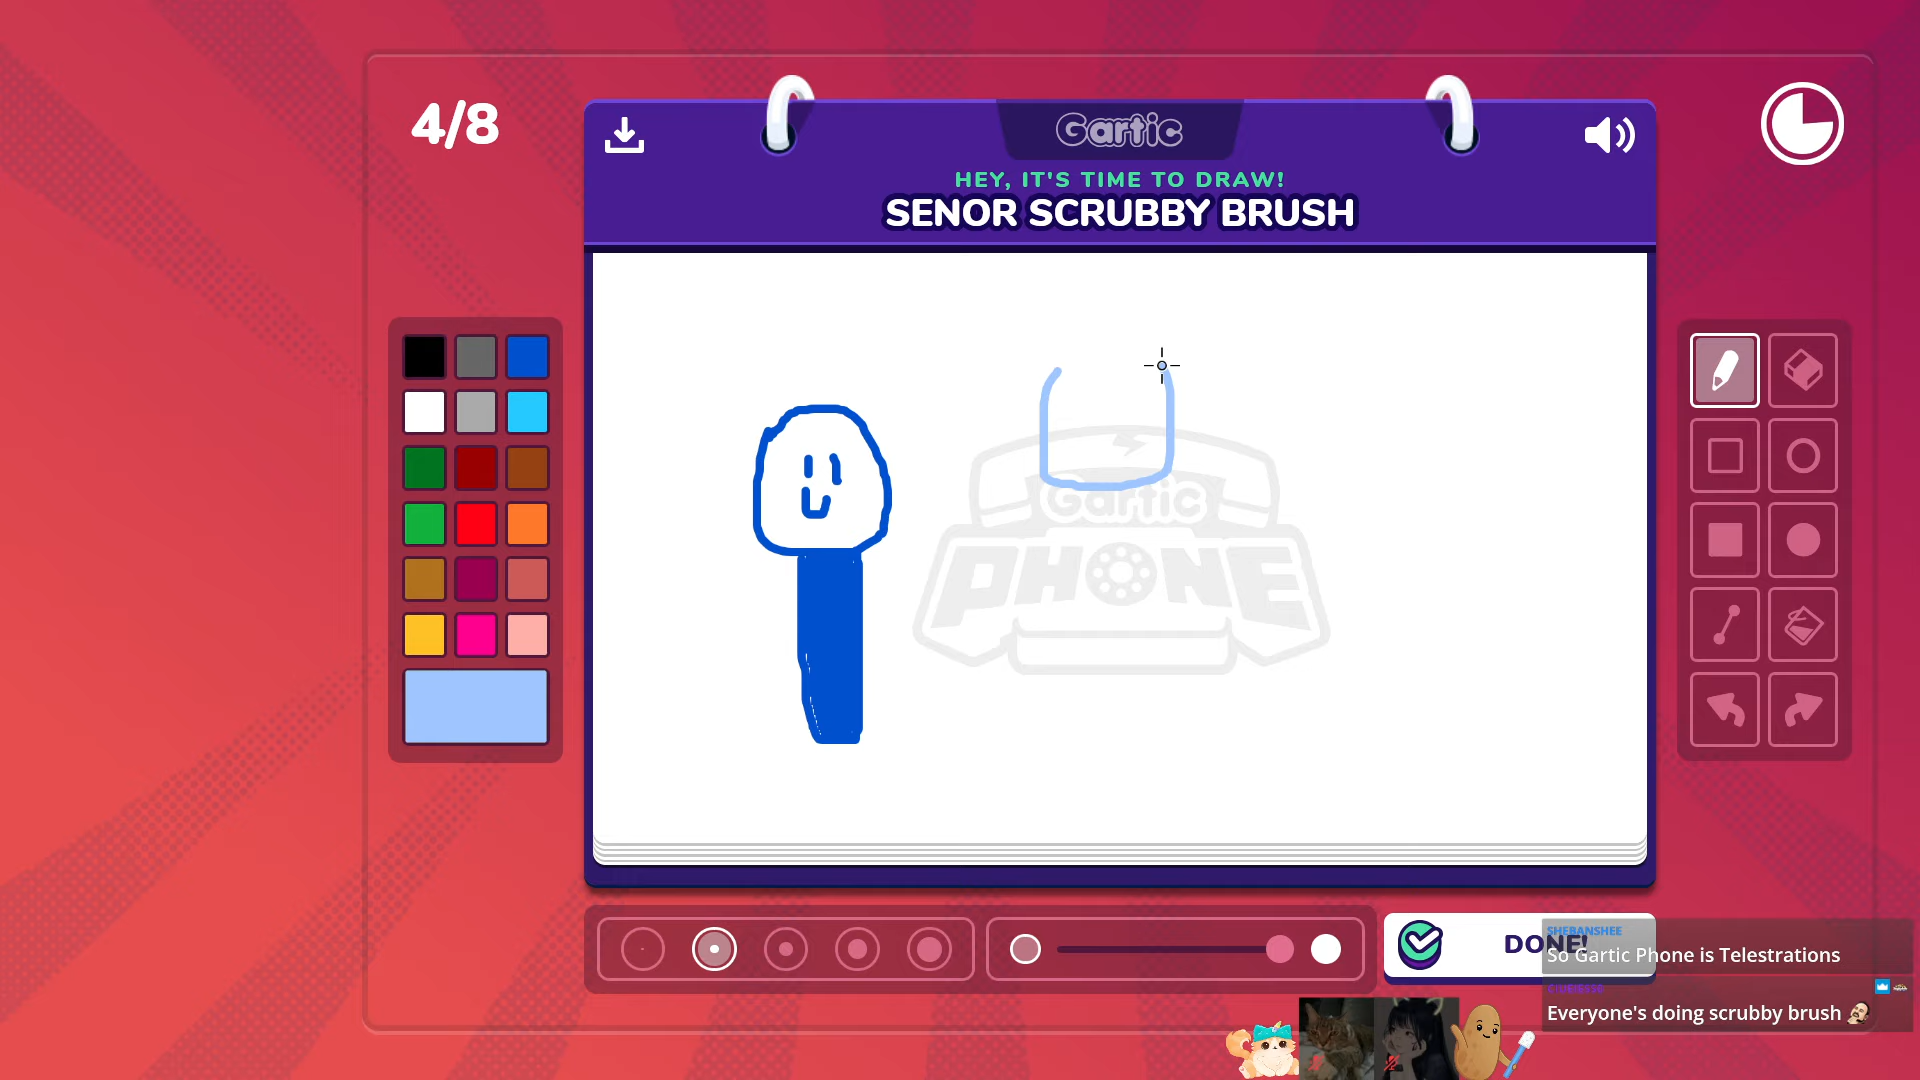 4/8
Gartic
HEY, IT'S TIME TO DRAW!
SENOR SCRUBBY BRUSH
Gartic
PHONE
DONE!
SHEBANSHEE
So Gartic Phone is Telestrations
Everyone's doing scrubby brush